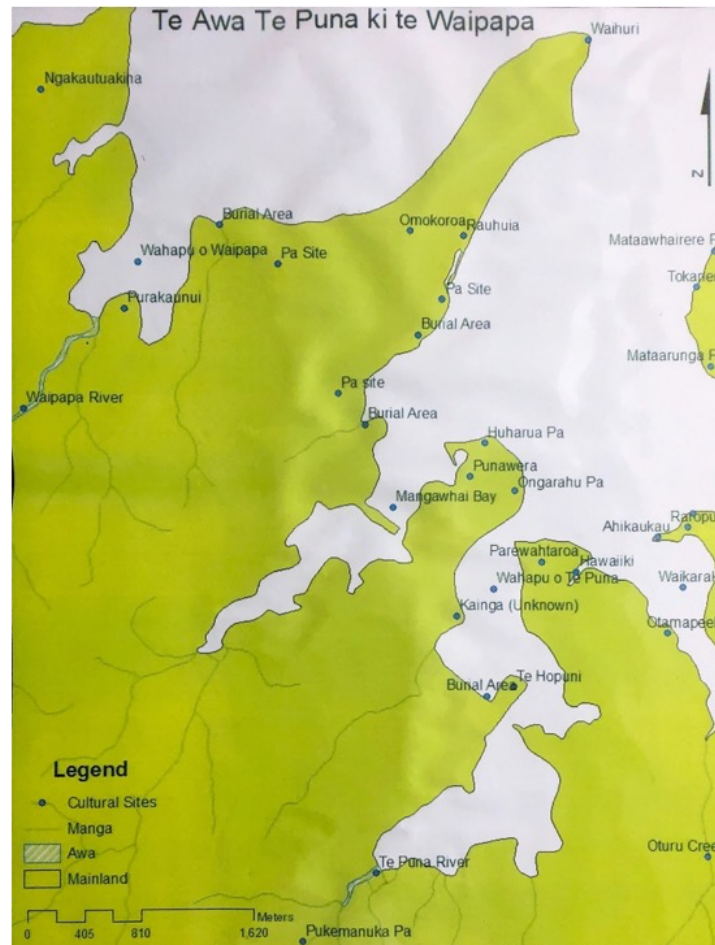 Te Awa Te Puna ki te Waipapa
Waihuri
Ngakautuakina
N
Burial Area
Omokoroa
Rauhuia
Mataawhairere
Wahapu o Waipapa
Pa Site
Purakaunui
Pa Site
Burial Area
Mataarunga
Pa site
Waipapa River
Burial Area
Huharua Pa
Punawera
Ongarahu Pa
Mangawhai Bay
Ahikaukau
Parewahtaroa
Hawaiiki
Wahapu o Te Puna
Kainga (Unknown)
Te Hopuni
Burial Area
Legend
Cultural Sites
Manga
Awa
Mainland
Te Puna River
Oturu
Meters
0 405 810 1,620
Pukemanuka Pa